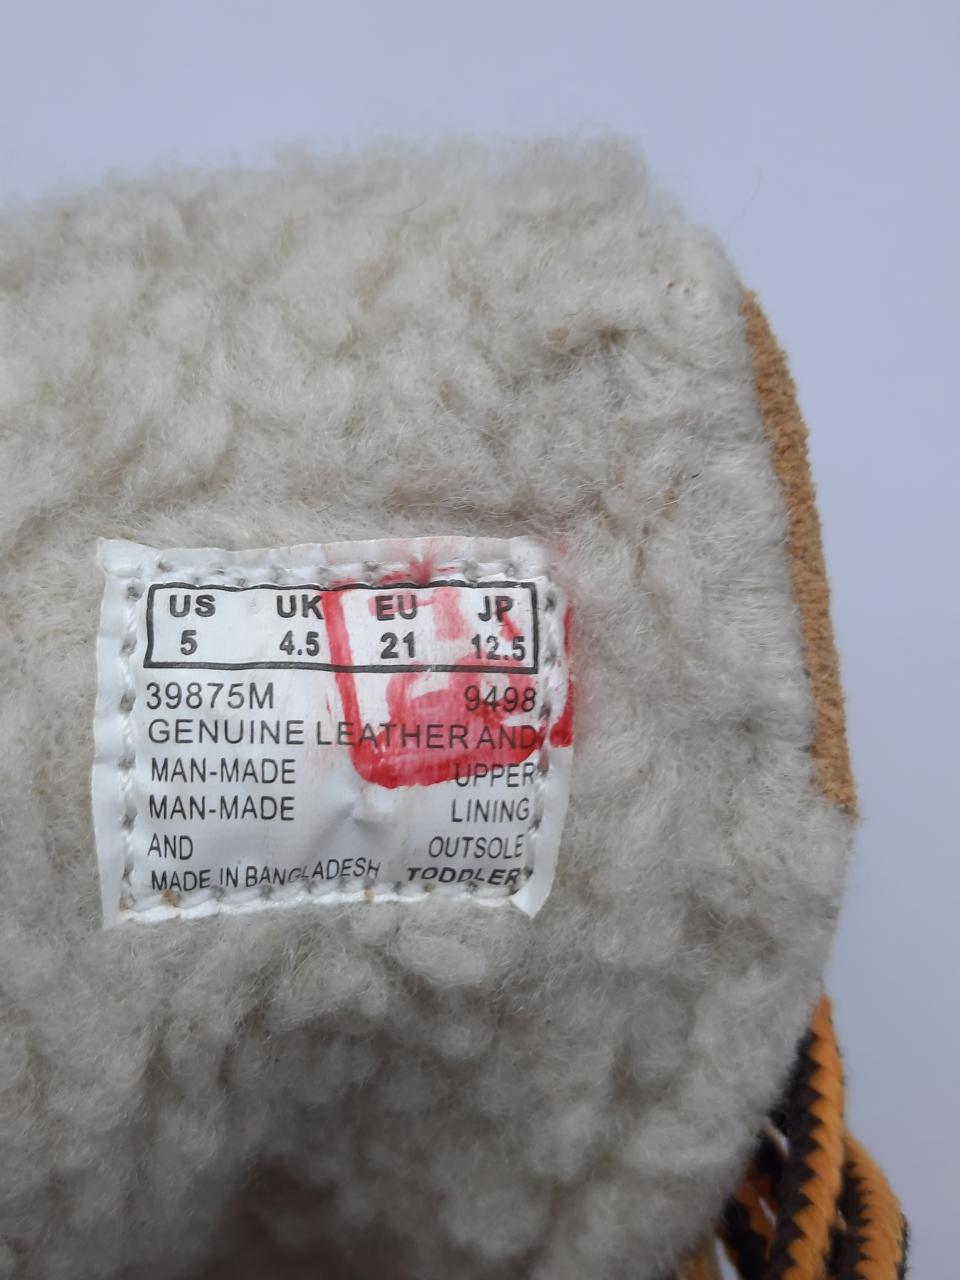 US UK EU JP
5 4.5 21 12.5
39875M 9498
GENUINE LEATHER AND
MAN-MADE UPPER
MAN-MADE LINING
AND OUTSOLE
MADE IN BANGLADESH TODDLER